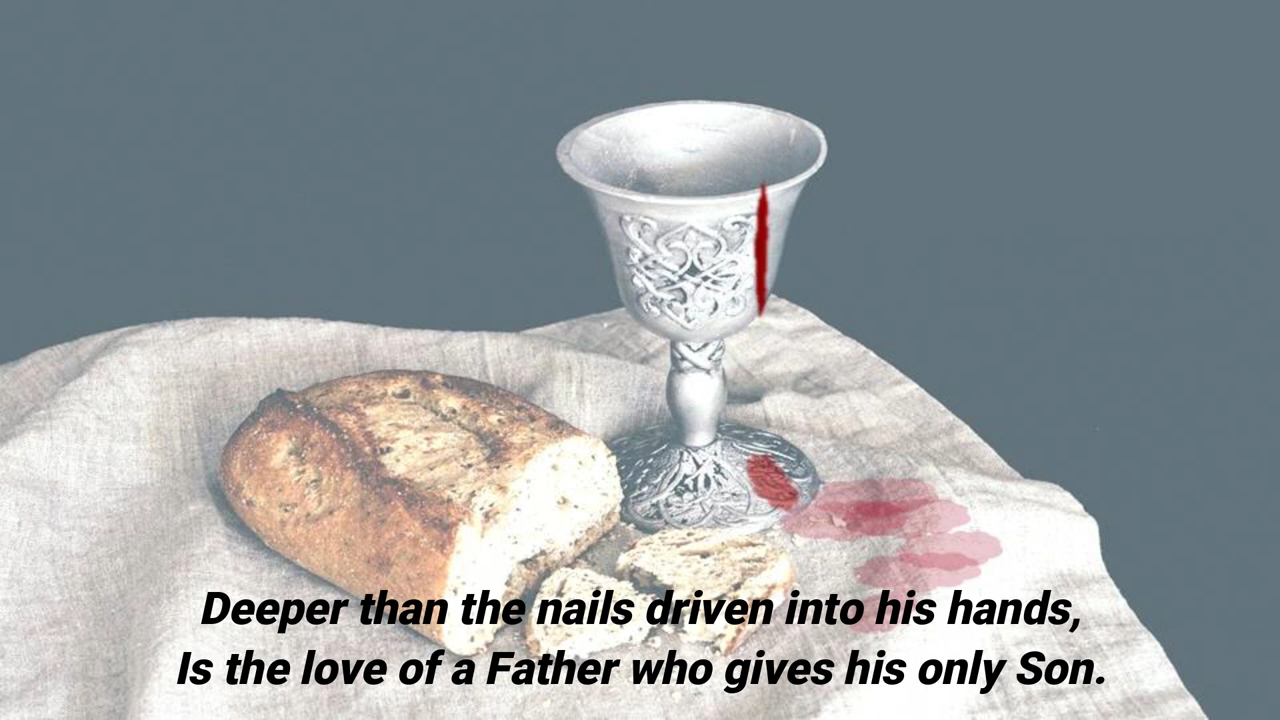 Deeper than the nails driven into his hands,
Is the love of a Father who gives his only Son.